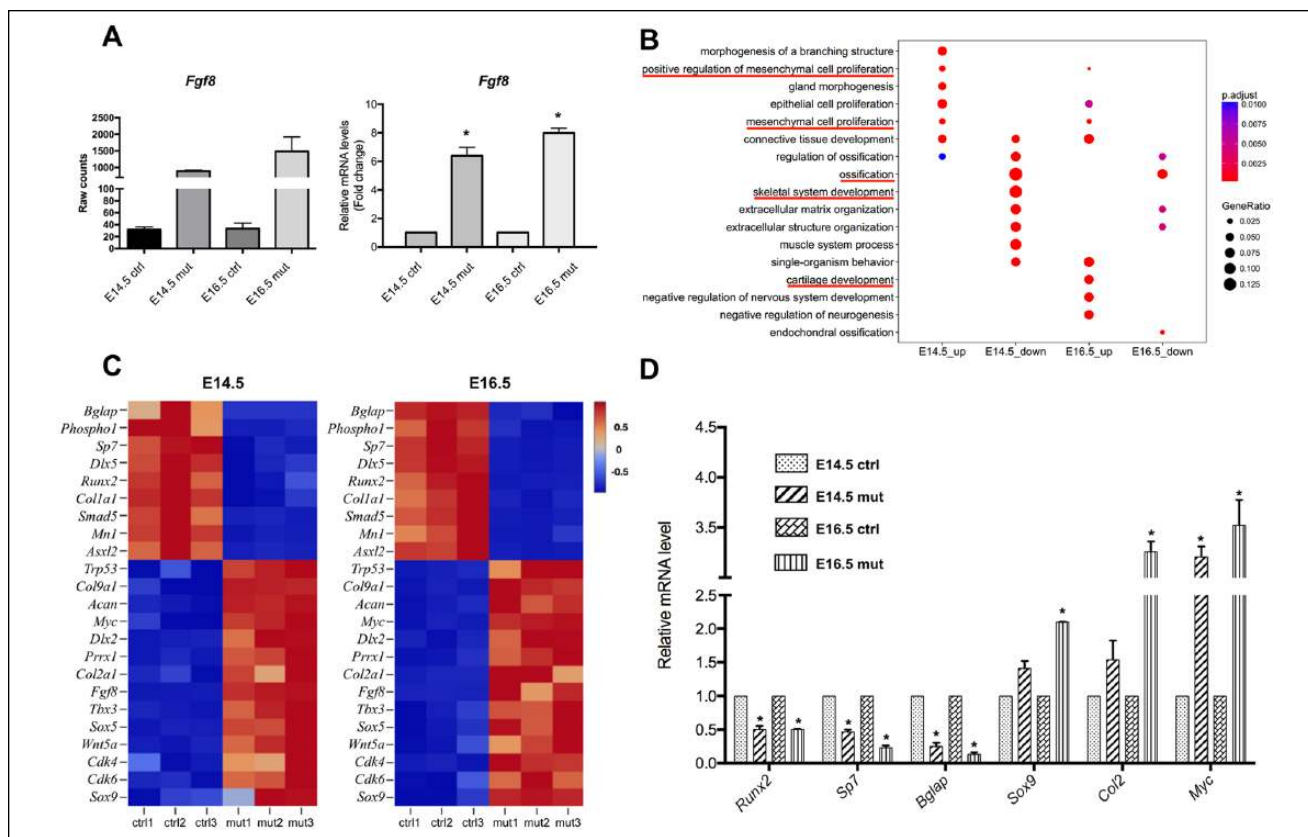 A
Fgf8
Raw counts
2500
2000
1500
1000
500
100
80
60
40
20
0
E14.5 ctrl
E14.5 mut
E16.5 ctrl
E16.5 mut
Fgf8
Relative mRNA levels
(Fold change)
10
8
6
4
2
0
*
*
E14.5 ctrl
E14.5 mut
E16.5 ctrl
E16.5 mut
B
morphogenesis of a branching structure
positive regulation of mesenchymal cell proliferation
gland morphogenesis
epithelial cell proliferation
mesenchymal cell proliferation
connective tissue development
regulation of ossification
ossification
skeletal system development
extracellular matrix organization
extracellular structure organization
muscle system process
single-organism behavior
cartilage development
negative regulation of nervous system development
negative regulation of neurogenesis
endochondral ossification
E14.5_up
E14.5_down
E16.5_up
E16.5_down
p.adjust
0.0100
0.0075
0.0050
0.0025
GeneRatio
0.025
0.050
0.075
0.100
0.125
C
E14.5
Bglap
Phospho1
Sp7
Dlx5
Runx2
Col1a1
Smad5
Mn1
Asxl2
Trp53
Col9a1
Acan
Myc
Dlx2
Prrx1
Col2a1
Fgf8
Tbx3
Sox5
Wnt5a
Cdk4
Cdk6
Sox9
ctrl1 ctrl2 ctrl3 mut1 mut2 mut3
E16.5
Bglap
Phospho1
Sp7
Dlx5
Runx2
Col1a1
Smad5
Mn1
Asxl2
Trp53
Col9a1
Acan
Myc
Dlx2
Prrx1
Col2a1
Fgf8
Tbx3
Sox5
Wnt5a
Cdk4
Cdk6
Sox9
ctrl1 ctrl2 ctrl3 mut1 mut2 mut3
0.5
0
-0.5
D
Relative mRNA level
4.5
3.5
2.5
2.0
1.5
1.0
0.5
0.0
E14.5 ctrl
E14.5 mut
E16.5 ctrl
E16.5 mut
* * * * * * * * * *
Runx2
Sp7
Bglap
Sox9
Col2
Myc